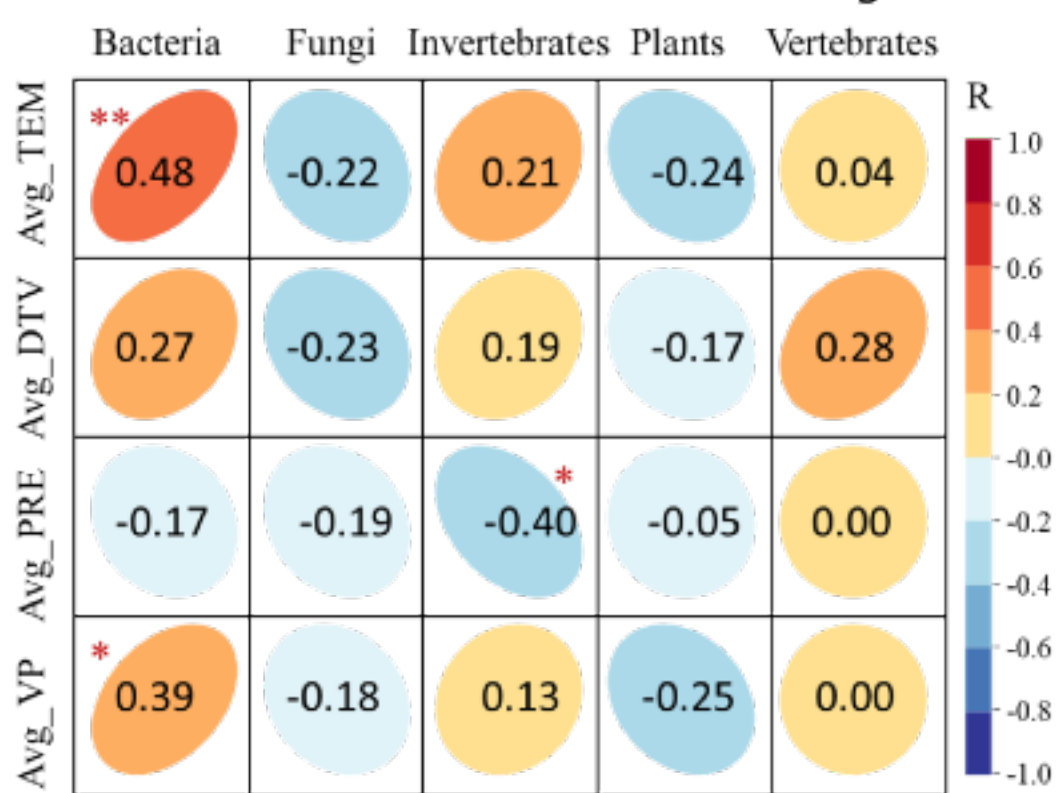 Bacteria Fungi Invertebrates Plants Vertebrates
R
Avg_TEM ** 0.48 -0.22 0.21 -0.24 0.04
Avg_DTV 0.27 -0.23 0.19 -0.17 0.28
Avg_PRE -0.17 -0.19 -0.40 * -0.05 0.00
Avg_VP * 0.39 -0.18 0.13 -0.25 0.00
1.0
0.8
0.6
0.4
0.2
-0.0
-0.2
-0.4
-0.6
-0.8
-1.0